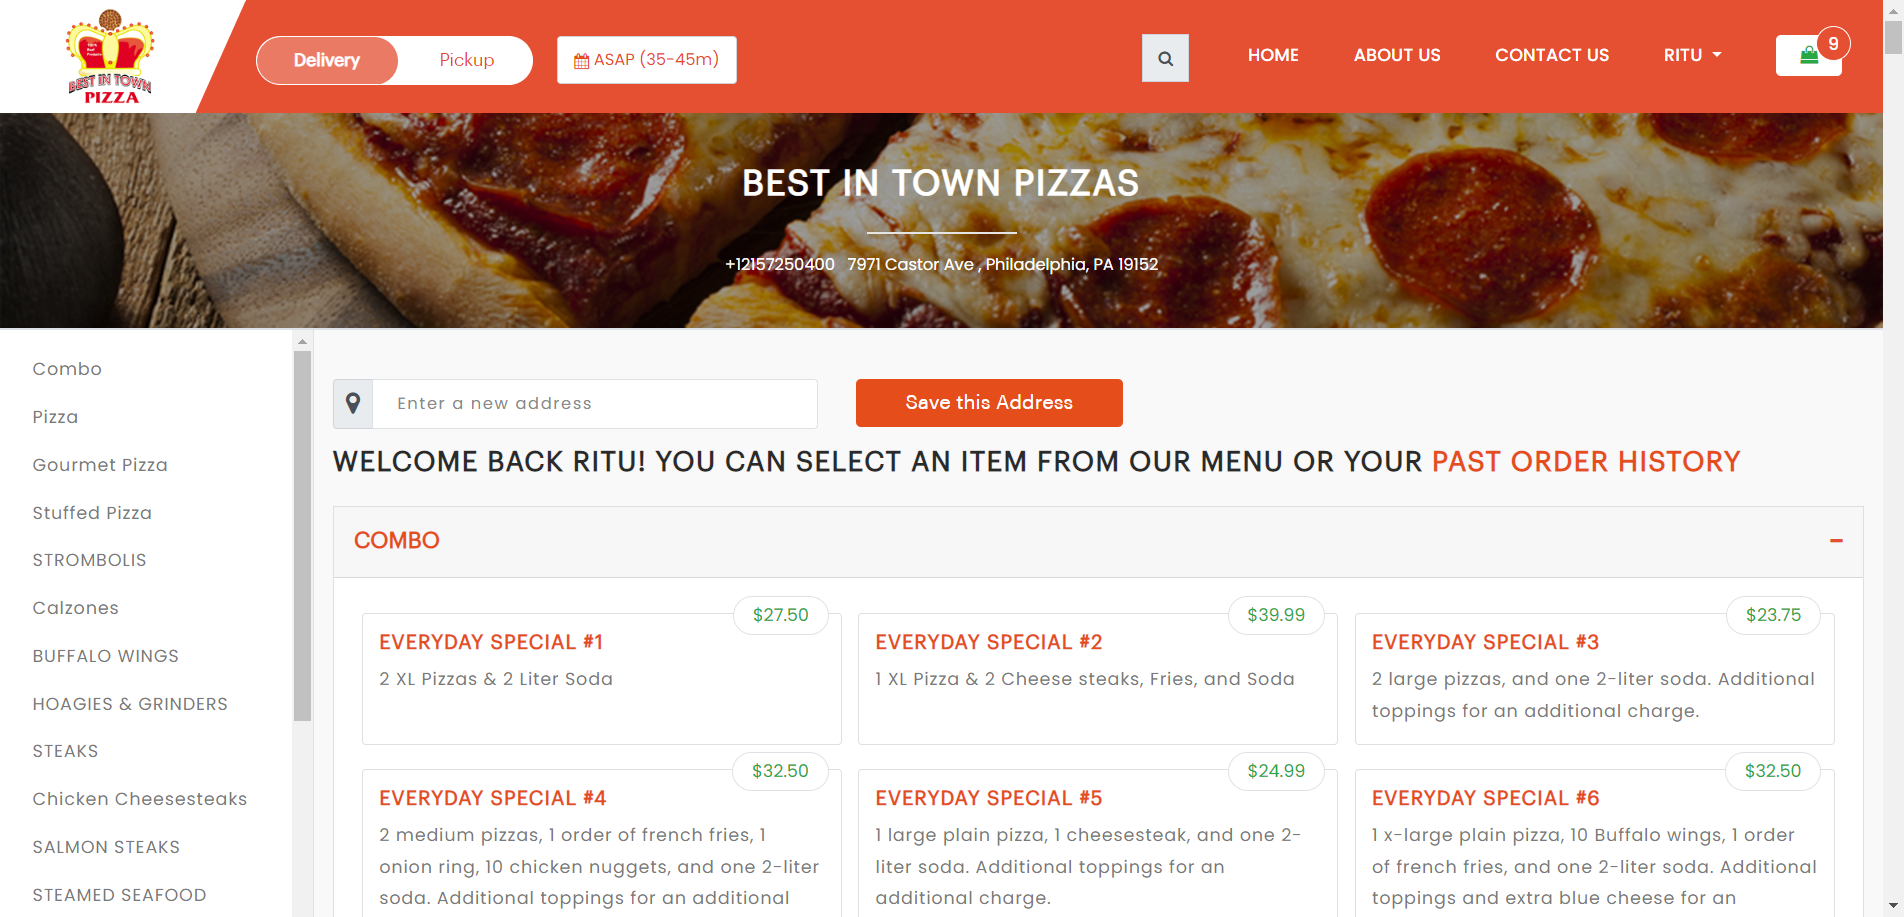 BEST IN TOWN
PIZZA
Delivery
Pickup
ASAP (35-45m)
HOME
ABOUT US
CONTACT US
RITU
9
BEST IN TOWN PIZZAS
+12157250400 7971 Castor Ave , Philadelphia, PA 19152
Combo
Pizza
Gourmet Pizza
Stuffed Pizza
STROMBOLIS
Calzones
BUFFALO WINGS
HOAGIES & GRINDERS
STEAKS
Chicken Cheesesteaks
SALMON STEAKS
STEAMED SEAFOOD
Enter a new address
Save this Address
WELCOME BACK RITU! YOU CAN SELECT AN ITEM FROM OUR MENU OR YOUR PAST ORDER HISTORY
COMBO
$27.50
EVERYDAY SPECIAL #1
2 XL Pizzas & 2 Liter Soda
$39.99
EVERYDAY SPECIAL #2
1 XL Pizza & 2 Cheese steaks, Fries, and Soda
$23.75
EVERYDAY SPECIAL #3
2 large pizzas, and one 2-liter soda. Additional
toppings for an additional charge.
$32.50
EVERYDAY SPECIAL #4
2 medium pizzas, 1 order of french fries, 1
onion ring, 10 chicken nuggets, and one 2-liter
soda. Additional toppings for an additional
$24.99
EVERYDAY SPECIAL #5
1 large plain pizza, 1 cheesesteak, and one 2-
liter soda. Additional toppings for an
additional charge.
$32.50
EVERYDAY SPECIAL #6
1 x-large plain pizza, 10 Buffalo wings, 1 order
of french fries, and one 2-liter soda. Additional
toppings and extra blue cheese for an